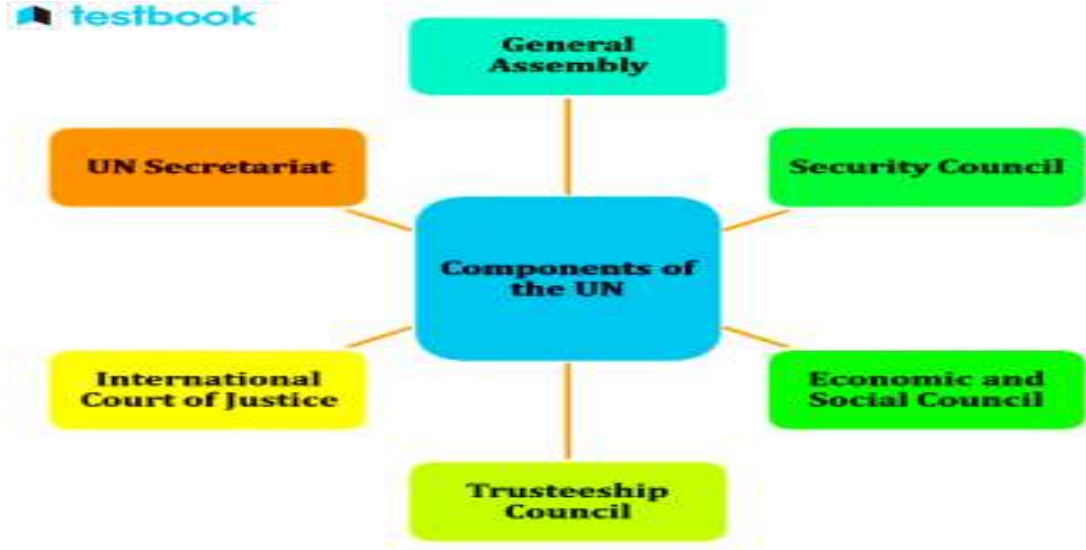 testbook
General
Assembly
UN Secretariat
Security Council
Components of
the UN
International
Court of Justice
Economic and
Social Council
Trusteeship
Council